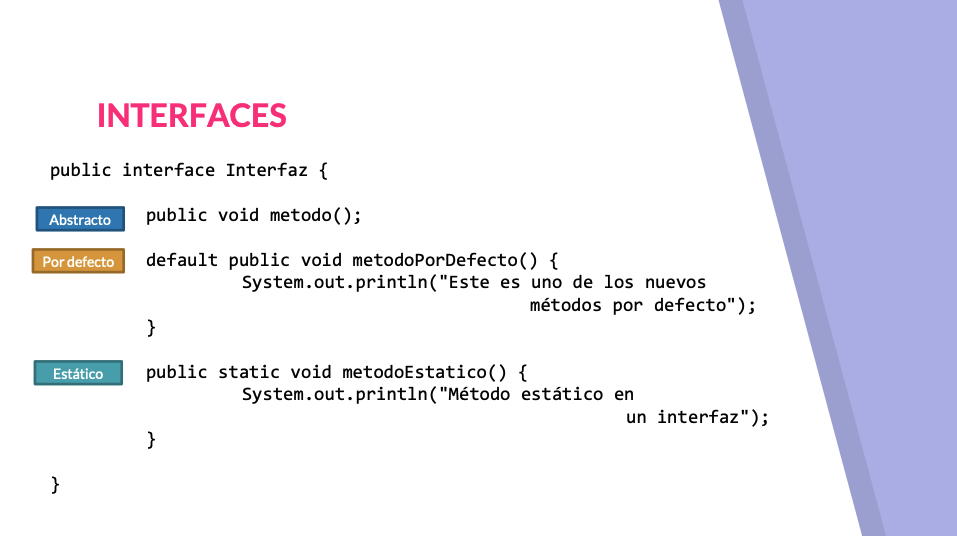 INTERFACES
public interface Interfaz {
Abstracto public void metodo();
Por defecto default public void metodoPorDefecto() {
System.out.println("Este es uno de los nuevos
métodos por defecto");
}
Estático public static void metodoEstatico() {
System.out.println("Método estático en
un interfaz");
}
}